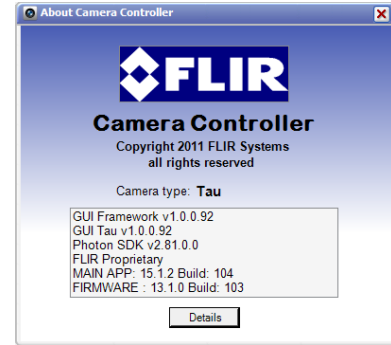 About Camera Controller
FLIR
Camera Controller
Copyright 2011 FLIR Systems
all rights reserved
Camera type: Tau
GUI Framework v1.0.0.92
GUI Tau v1.0.0.92
Photon SDK v2.81.0.0
FLIR Proprietary
MAIN APP: 15.1.2 Build: 104
FIRMWARE : 13.1.0 Build: 103
Details